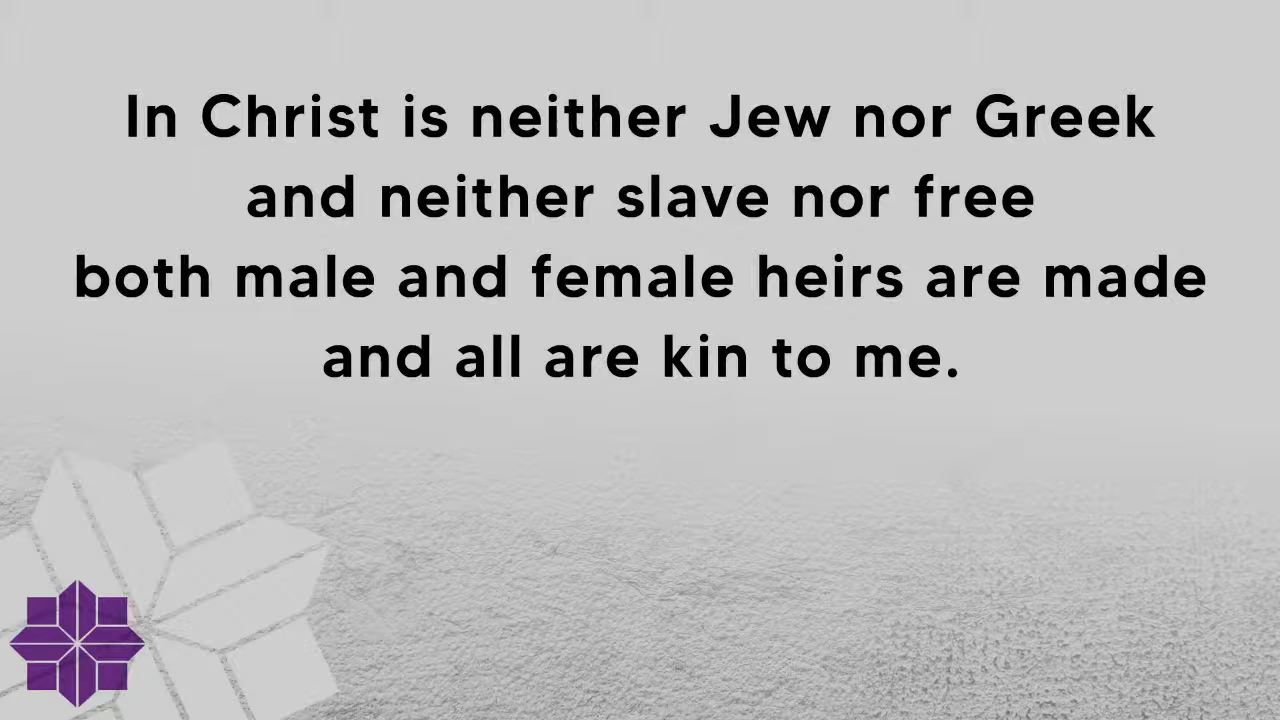 In Christ is neither Jew nor Greek
and neither slave nor free
both male and female heirs are made
and all are kin to me.